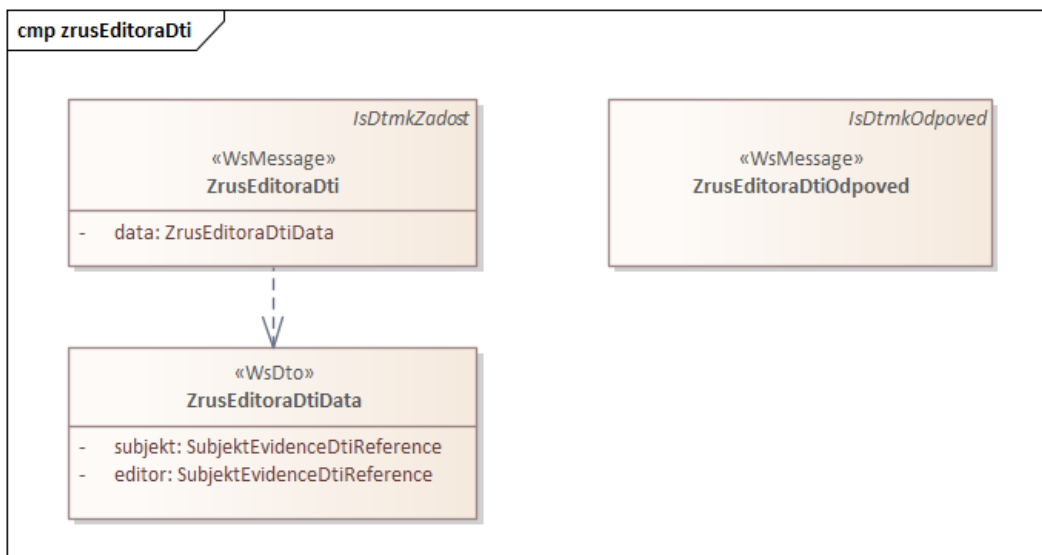 cmp zrusEditoraDti
IsDtmkZadost
«WsMessage»
ZrusEditoraDti
- data: ZrusEditoraDtiData
IsDtmkOdpoved
«WsMessage»
ZrusEditoraDtiOdpoved
«WsDto»
ZrusEditoraDtiData
- subjekt: SubjektEvidenceDtiReference
- editor: SubjektEvidenceDtiReference